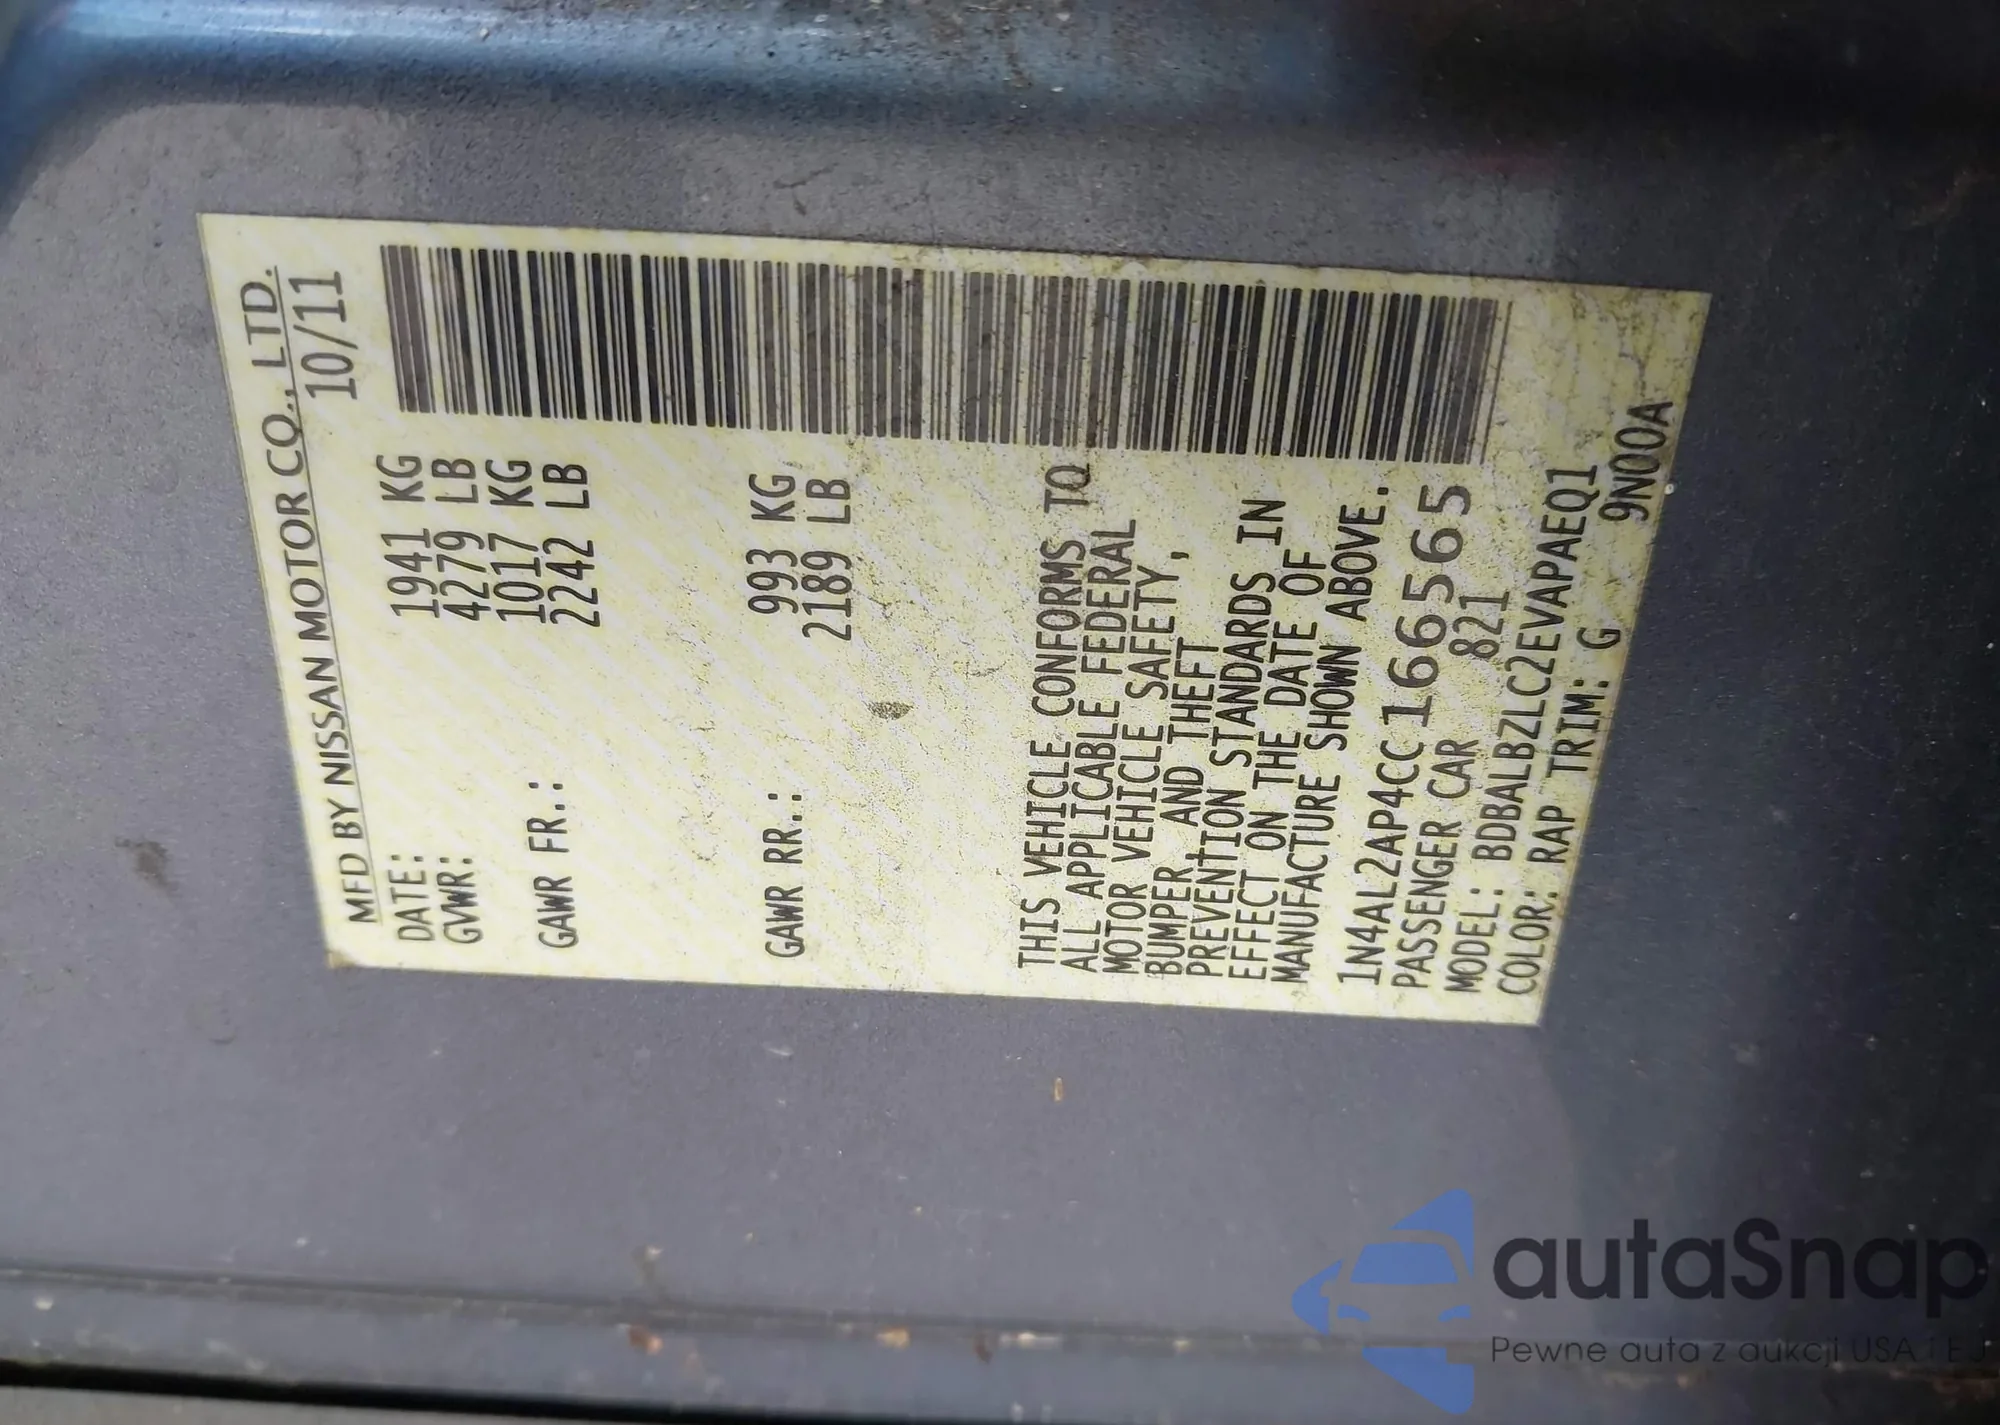 MFD BY NISSAN MOTOR CO., LTD.
DATE: 10/11
GVWR: 1941 KG
4279 LB
GAWR FR.: 1017 KG
2242 LB
GAWR RR.: 993 KG
2189 LB
THIS VEHICLE CONFORMS TO
ALL APPLICABLE FEDERAL
MOTOR VEHICLE SAFETY,
BUMPER AND THEFT
PREVENTION STANDARDS IN
EFFECT ON THE DATE OF
MANUFACTURE SHOWN ABOVE.
1N4AL2AP4CC166565
PASSENGER CAR 821
MODEL: BDBALBZLC2EVAPAEQ1
COLOR: RAP TRIM: G 9N00A
autaSnap
Pewne auta z aukcji USA i EU